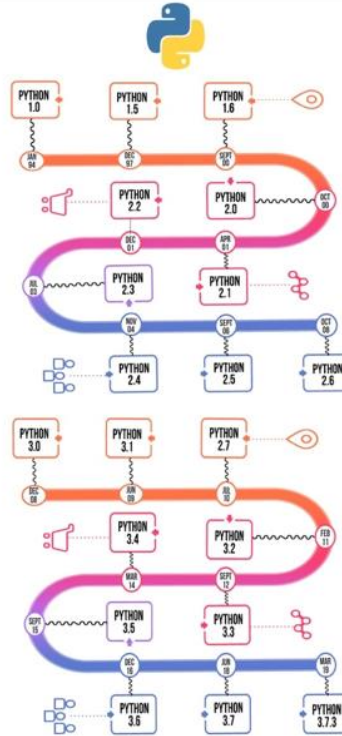 PYTHON
1.0
PYTHON
1.5
PYTHON
1.6
JAN
94
DEC
97
SEPT
00
PYTHON
2.2
PYTHON
2.0
OCT
00
DEC
01
APR
01
JUL
03
PYTHON
2.3
PYTHON
2.1
NOV
04
SEPT
06
OCT
08
PYTHON
2.4
PYTHON
2.5
PYTHON
2.6
PYTHON
3.0
PYTHON
3.1
PYTHON
2.7
DEC
08
JUN
09
JUL
10
PYTHON
3.4
PYTHON
3.2
FEB
11
MAR
14
SEPT
12
SEPT
15
PYTHON
3.5
PYTHON
3.3
DEC
16
JUN
18
MAR
19
PYTHON
3.6
PYTHON
3.7
PYTHON
3.7.3